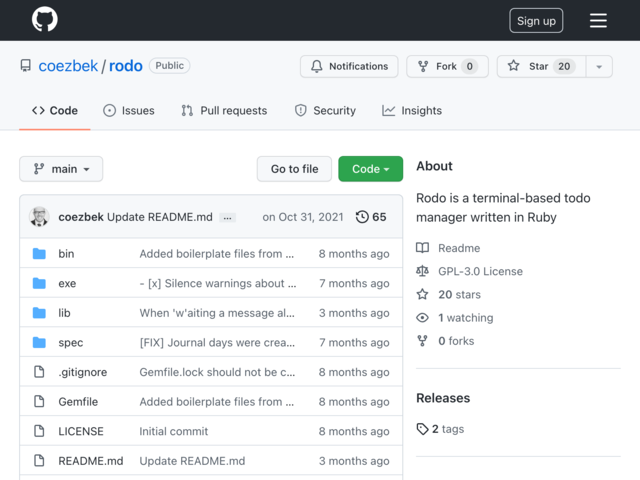 Sign up
coezbek / rodo Public
Notifications Fork 0 Star 20
Code Issues Pull requests Security Insights
main Go to file Code
coezbek Update README.md ... on Oct 31, 2021 65
bin Added boilerplate files from ... 8 months ago
exe - [x] Silence warnings about ... 7 months ago
lib When 'w'aiting a message al... 3 months ago
spec [FIX] Journal days were crea... 7 months ago
.gitignore Gemfile.lock should not be c... 8 months ago
Gemfile Added boilerplate files from ... 8 months ago
LICENSE Initial commit 8 months ago
README.md Update README.md 3 months ago
About
Rodo is a terminal-based todo
manager written in Ruby
Readme
GPL-3.0 License
20 stars
1 watching
0 forks
Releases
2 tags